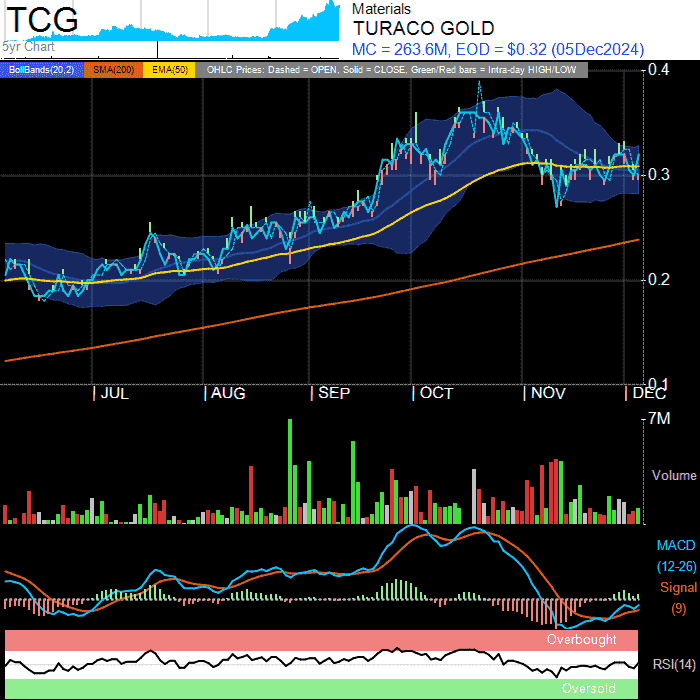 TCG
5yr Chart
Materials
TURACO GOLD
MC = 263.6M, EOD = $0.32 (05Dec2024)
BollBands(20,2) SMA(200) EMA(50) OHLC Prices: Dashed = OPEN, Solid = CLOSE, Green/Red bars = Intra-day HIGH/LOW
0.4
0.3
0.2
0.1
JUL AUG SEP OCT NOV DEC
7M
Volume
MACD
(12-26)
Signal
(9)
Overbought
RSI(14)
Oversold